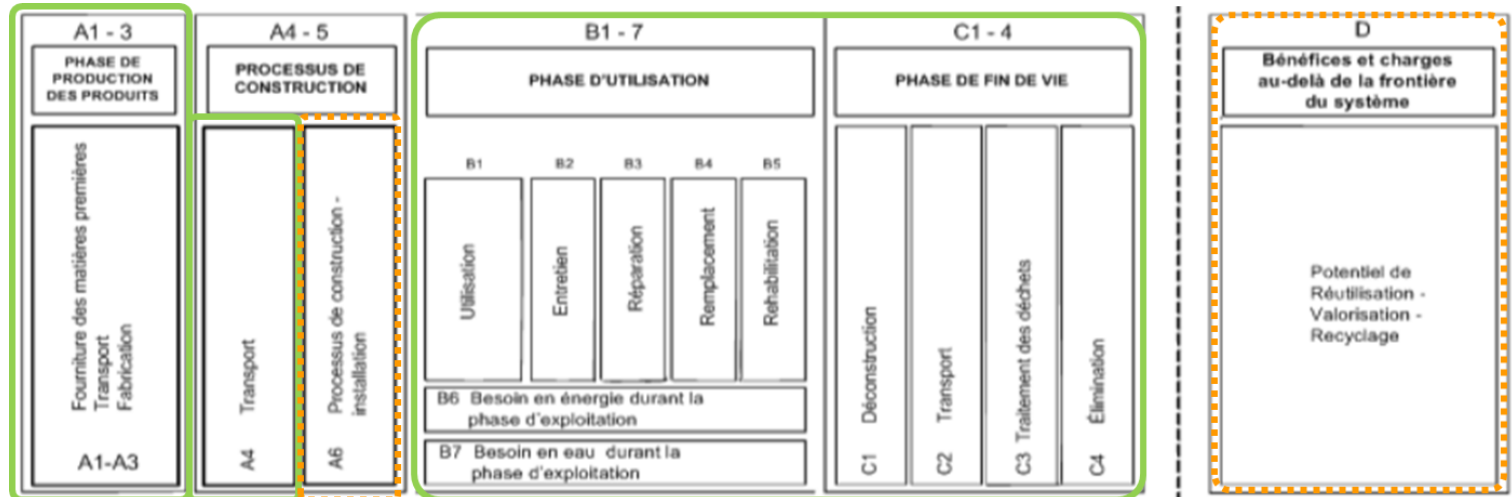 A1 - 3
PHASE DE
PRODUCTION
DES PRODUITS
Fourniture des matières premières
Transport
Fabrication
A1-A3
A4 - 5
PROCESSUS DE
CONSTRUCTION
A4 Transport
A6 Processus de construction -
installation
B1 - 7
PHASE D'UTILISATION
B1
Utilisation
B2
Entretien
B3
Réparation
B4
Remplacement
B5
Rehabilitation
B6 Besoin en énergie durant la
phase d'exploitation
B7 Besoin en eau durant la
phase d'exploitation
C1 - 4
PHASE DE FIN DE VIE
C1 Déconstruction
C2 Transport
C3 Traitement des déchets
C4 Élimination
D
Bénéfices et charges
au-delà de la frontière
du système
Potentiel de
Réutilisation -
Valorisation -
Recyclage